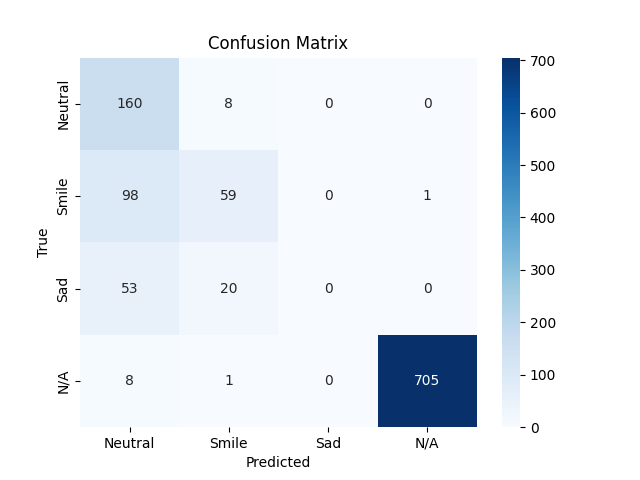 Confusion Matrix
Neutral 160 8 0 0
Smile 98 59 0 1
Sad 53 20 0 0
N/A 8 1 0 705
Neutral Smile Sad N/A
Predicted
True
700
600
500
400
300
200
100
0